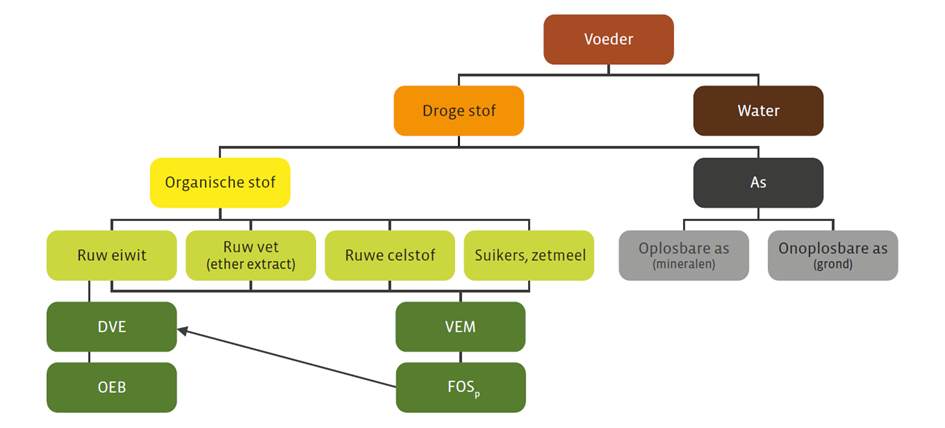 Voeder
Droge stof
Water
Organische stof
As
Ruw eiwit
Ruw vet
(ether extract)
Ruwe celstof
Suikers, zetmeel
Oplosbare as
(mineralen)
Onoplosbare as
(grond)
DVE
VEM
OEB
FOSp